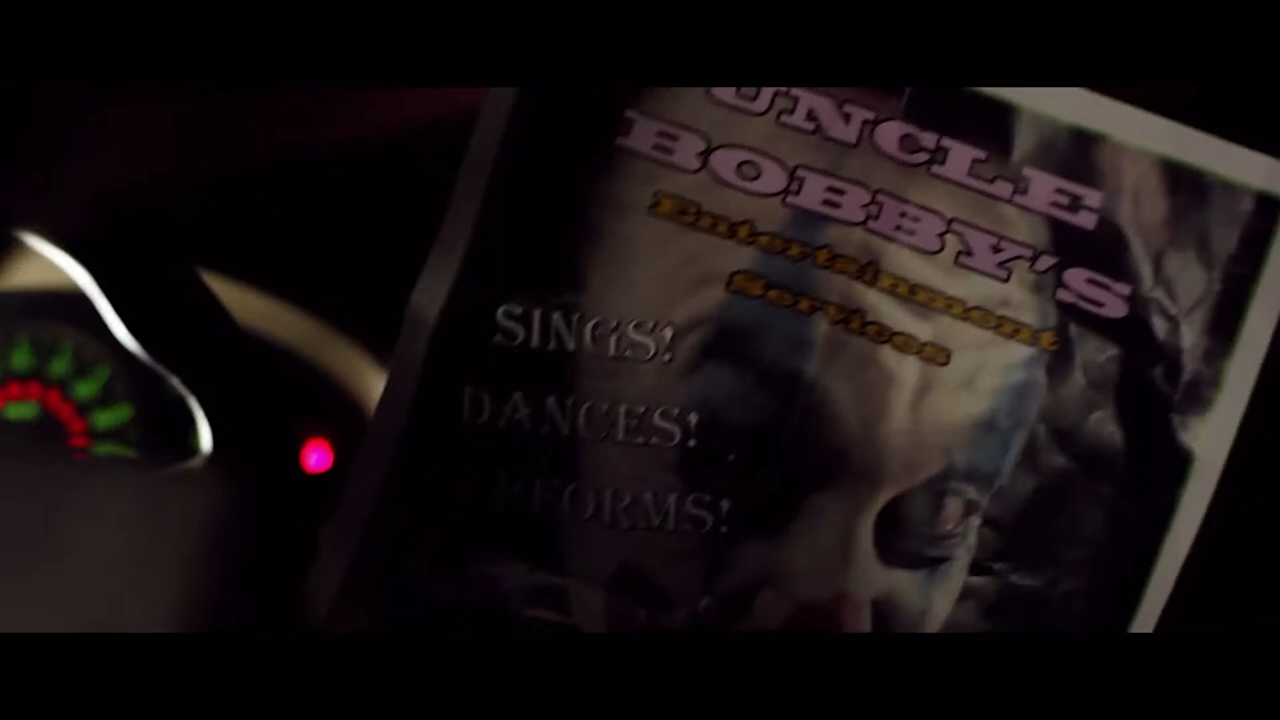 UNCLE
BOBBY'S
Entertainment
Services
SINGS!
DANCES!